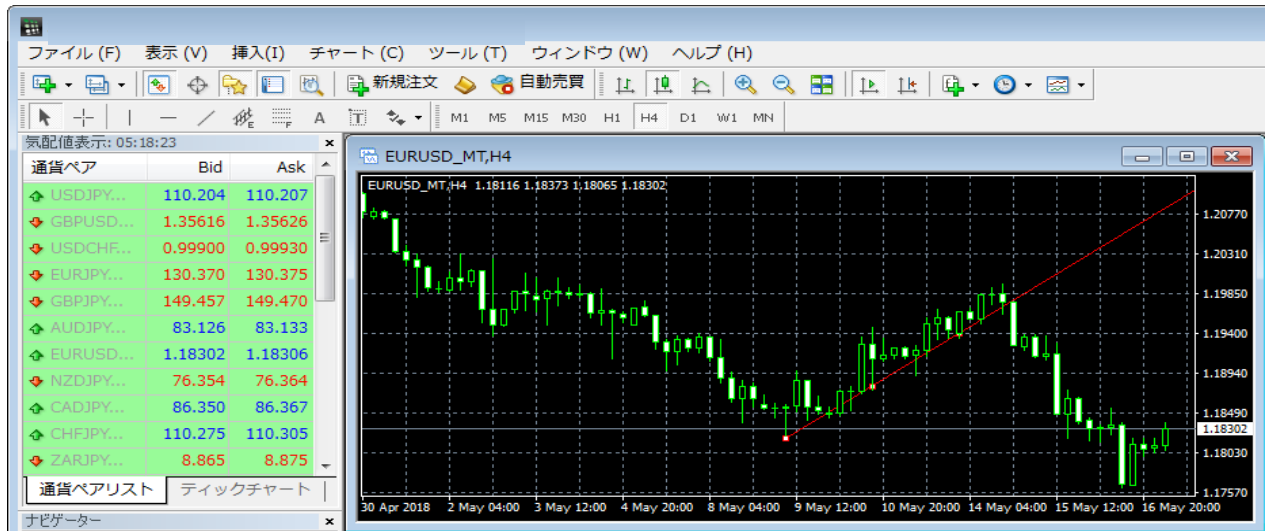 ファイル (F) 表示 (V) 挿入(I) チャート (C) ツール (T) ウィンドウ (W) ヘルプ (H)
新規注文 自動売買
E F A T M1 M5 M15 M30 H1 H4 D1 W1 MN
気配値表示: 05:18:23
通貨ペア Bid Ask
USDJPY... 110.204 110.207
GBPUSD... 1.35616 1.35626
USDCHF... 0.99900 0.99930
EURJPY... 130.370 130.375
GBPJPY... 149.457 149.470
AUDJPY... 83.126 83.133
EURUSD... 1.18302 1.18306
NZDJPY... 76.354 76.364
CADJPY... 86.350 86.367
CHFJPY... 110.275 110.305
ZARJPY... 8.865 8.875
通貨ペアリスト ティックチャート
ナビゲーター
EURUSD_MT,H4
EURUSD_MT,H4 1.18116 1.18373 1.18065 1.18302
1.20770
1.20310
1.19850
1.19400
1.18940
1.18490
1.18302
1.18030
1.17570
30 Apr 2018 2 May 04:00 3 May 12:00 4 May 20:00 8 May 04:00 9 May 12:00 10 May 20:00 14 May 04:00 15 May 12:00 16 May 20:00